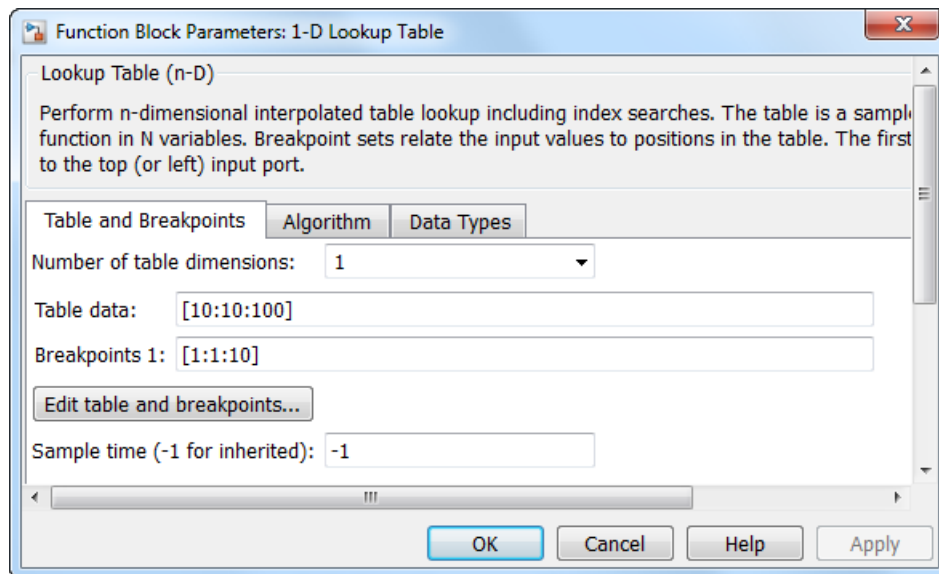 Function Block Parameters: 1-D Lookup Table
Lookup Table (n-D)
Perform n-dimensional interpolated table lookup including index searches. The table is a sampl
function in N variables. Breakpoint sets relate the input values to positions in the table. The first
to the top (or left) input port.
Table and Breakpoints Algorithm Data Types
Number of table dimensions: 1
Table data: [10:10:100]
Breakpoints 1: [1:1:10]
Edit table and breakpoints...
Sample time (-1 for inherited): -1
OK Cancel Help Apply